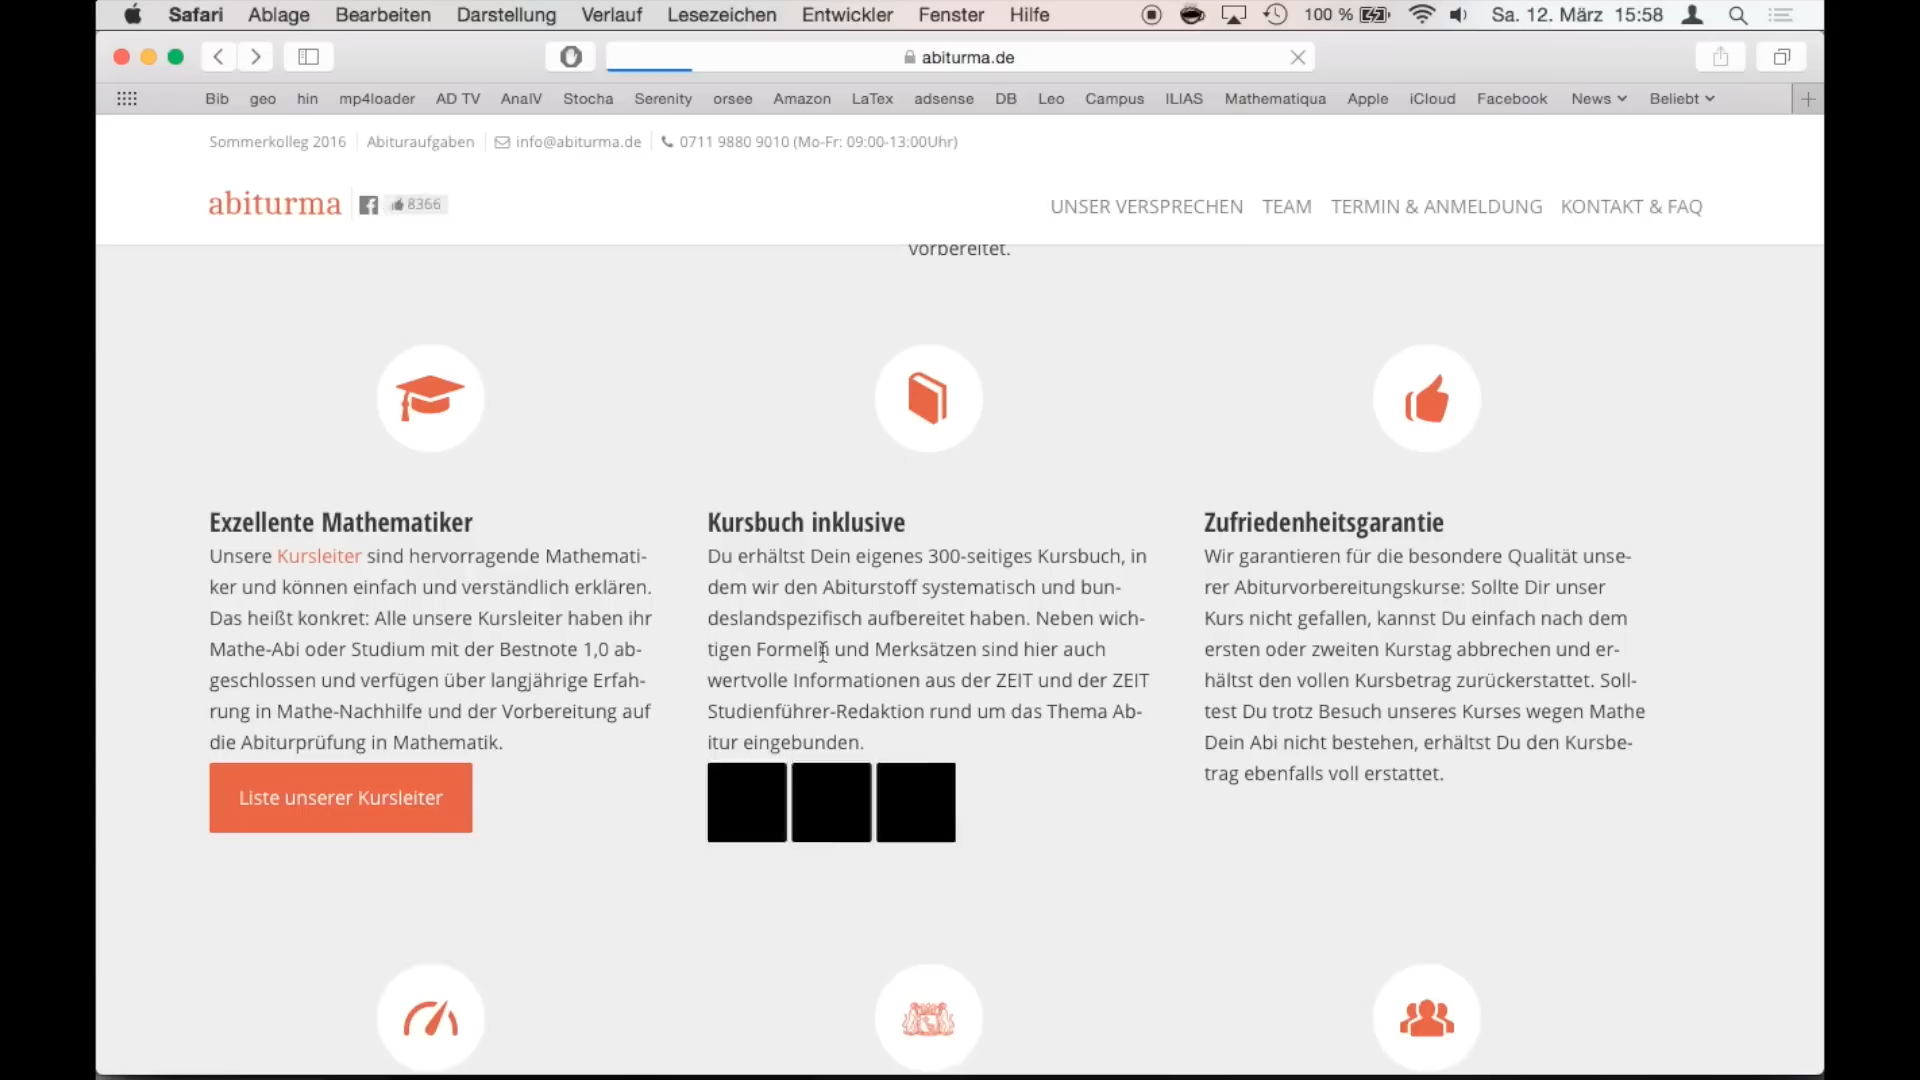 Safari Ablage Bearbeiten Darstellung Verlauf Lesezeichen Entwickler Fenster Hilfe 100 % Sa. 12. März 15:58
abiturma.de
Bib geo hin mp4loader AD TV AnalV Stocha Serenity orsee Amazon LaTex adsense DB Leo Campus ILIAS Mathematiqua Apple iCloud Facebook News Beliebt
Sommerkolleg 2016 Abituraufgaben info@abiturma.de 0711 9880 9010 (Mo-Fr: 09:00-13:00Uhr)
abiturma 8366
UNSER VERSPRECHEN TEAM TERMIN & ANMELDUNG KONTAKT & FAQ
vorbereitet.
Exzellente Mathematiker
Unsere Kursleiter sind hervorragende Mathemati-
ker und können einfach und verständlich erklären.
Das heißt konkret: Alle unsere Kursleiter haben ihr
Mathe-Abi oder Studium mit der Bestnote 1,0 ab-
geschlossen und verfügen über langjährige Erfah-
rung in Mathe-Nachhilfe und der Vorbereitung auf
die Abiturprüfung in Mathematik.
Liste unserer Kursleiter
Kursbuch inklusive
Du erhältst Dein eigenes 300-seitiges Kursbuch, in
dem wir den Abiturstoff systematisch und bun-
deslandspezifisch aufbereitet haben. Neben wich-
tigen Formeln und Merksätzen sind hier auch
wertvolle Informationen aus der ZEIT und der ZEIT
Studienführer-Redaktion rund um das Thema Ab-
itur eingebunden.
Zufriedenheitsgarantie
Wir garantieren für die besondere Qualität unse-
rer Abiturvorbereitungskurse: Sollte Dir unser
Kurs nicht gefallen, kannst Du einfach nach dem
ersten oder zweiten Kurstag abbrechen und er-
hältst den vollen Kursbetrag zurückerstattet. Soll-
test Du trotz Besuch unseres Kurses wegen Mathe
Dein Abi nicht bestehen, erhältst Du den Kursbe-
trag ebenfalls voll erstattet.